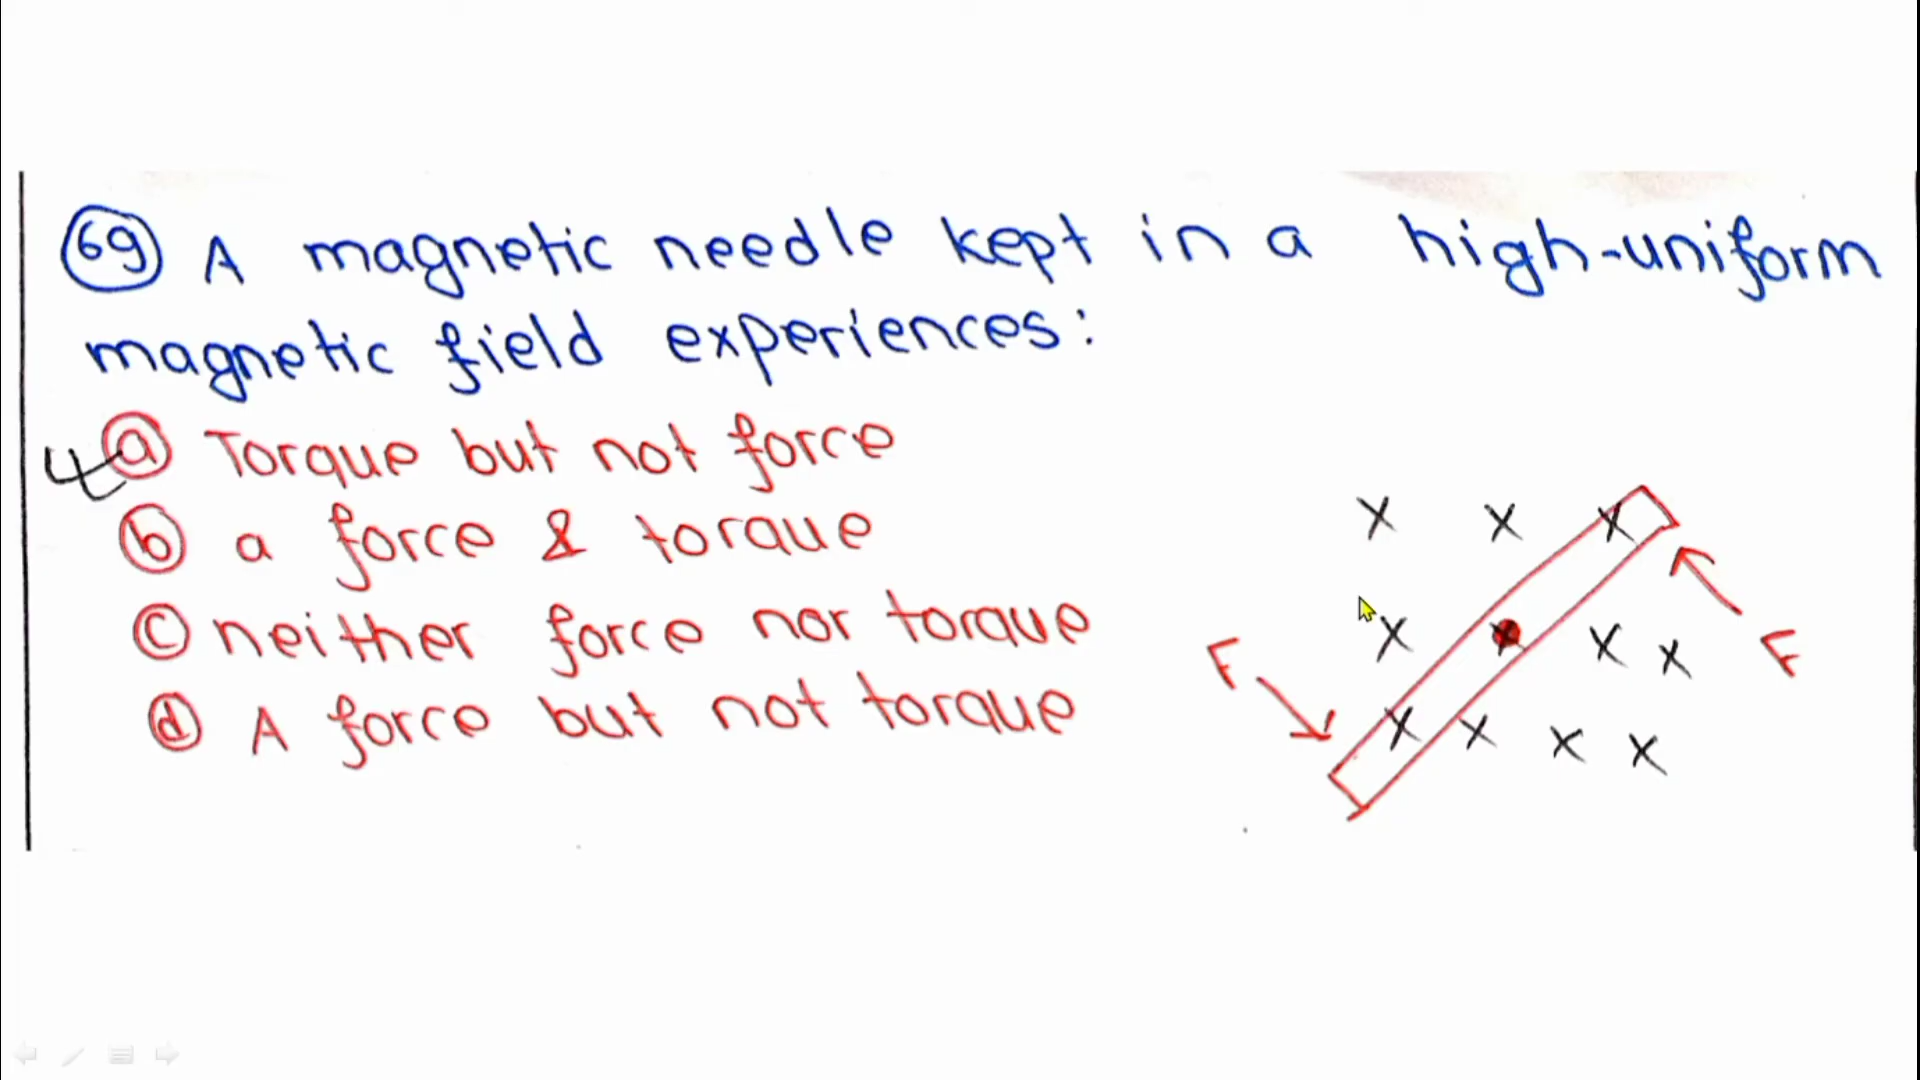 69 A magnetic needle kept in a high-uniform
magnetic field experiences:
a Torque but not force
b a force & torque
c neither force nor torque
d A force but not torque
X X X
X X X X
X X X X
F F